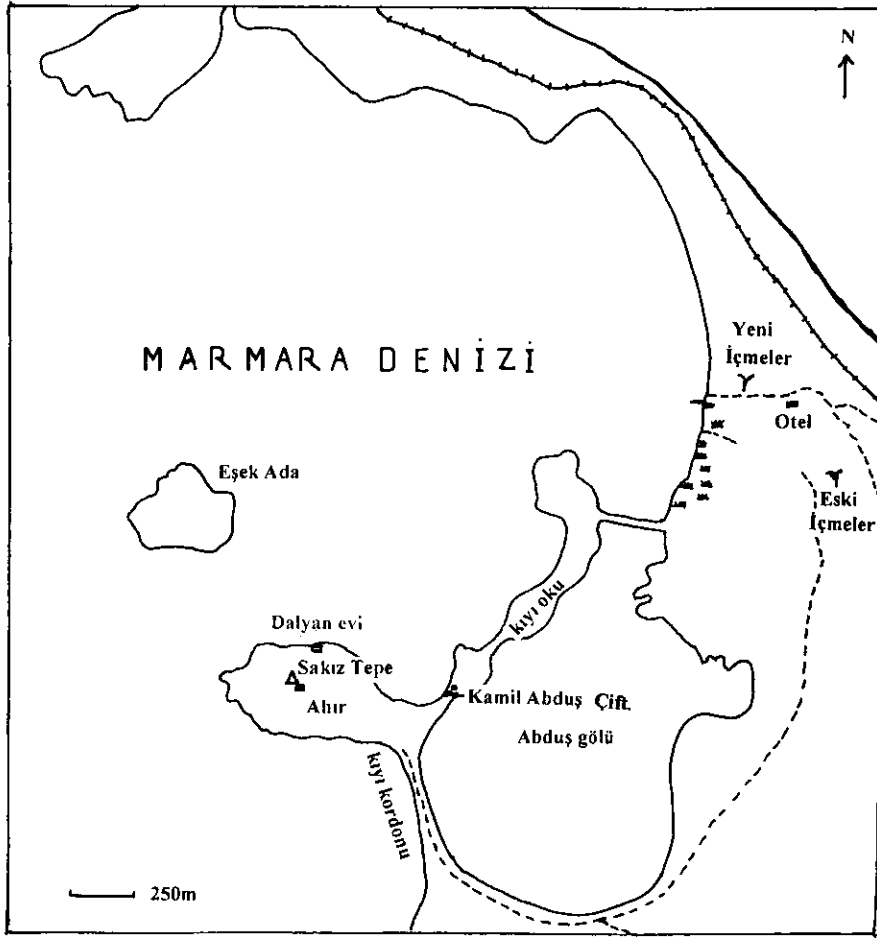 N
Yeni
İçmeler
MARMARA DENİZİ
Otel
Eşek Ada
Eski
İçmeler
kıyı oku
Dalyan evi
Sakız Tepe
Ahır
Kamil Abduş Çift.
Abduş gölü
kıyı kordonu
250m